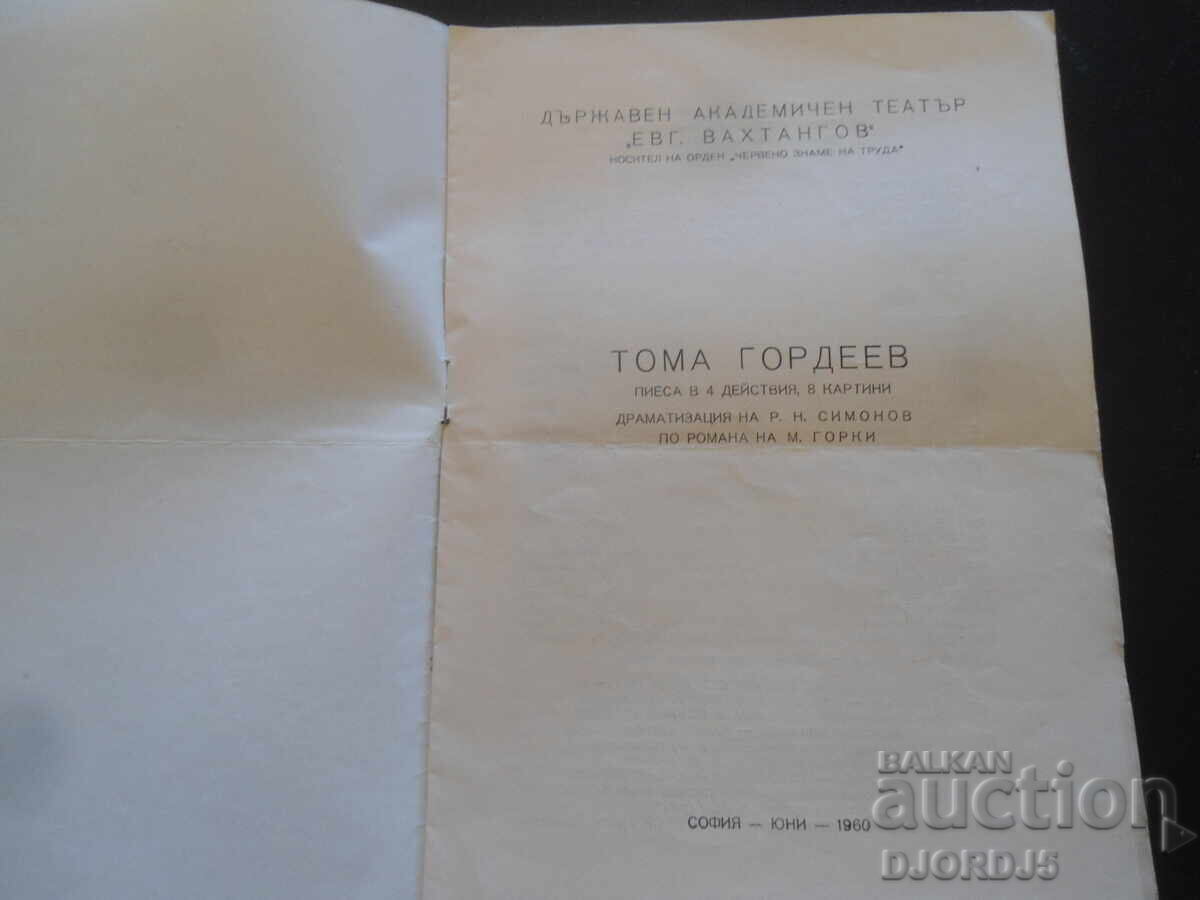 ДЪРЖАВЕН АКАДЕМИЧЕН ТЕАТЪР
„ЕВГ. ВАХТАНГОВ"
НОСИТЕЛ НА ОРДЕН „ЧЕРВЕНО ЗНАМЕ НА ТРУДА"
ТОМА ГОРДЕЕВ
ПИЕСА В 4 ДЕЙСТВИЯ, 8 КАРТИНИ
ДРАМАТИЗАЦИЯ НА Р. Н. СИМОНОВ
ПО РОМАНА НА М. ГОРКИ
СОФИЯ — ЮНИ — 1960
BALKAN
auction
DJORDJ5